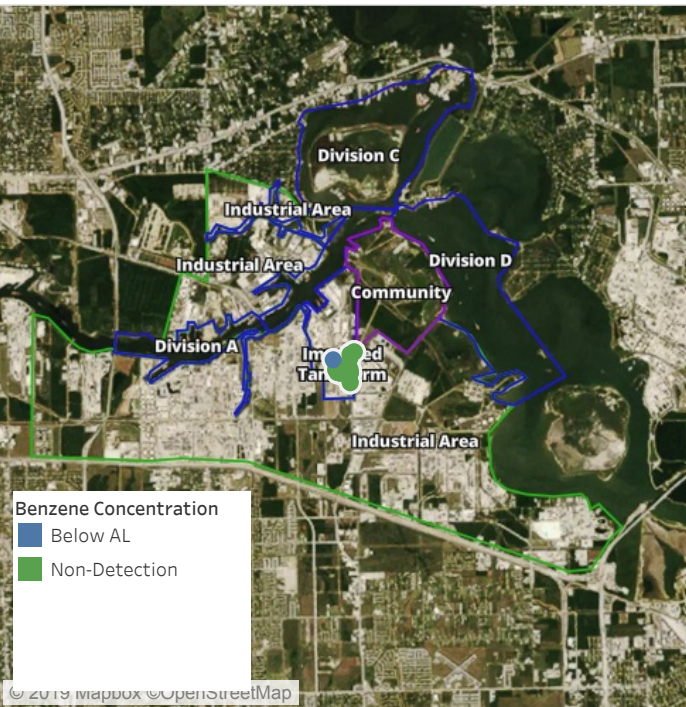 Division C
Industrial Area
Industrial Area
Division D
Community
Division A
Industrial Area
Benzene Concentration
Below AL
Non-Detection
© 2019 Mapbox ©OpenStreetMap